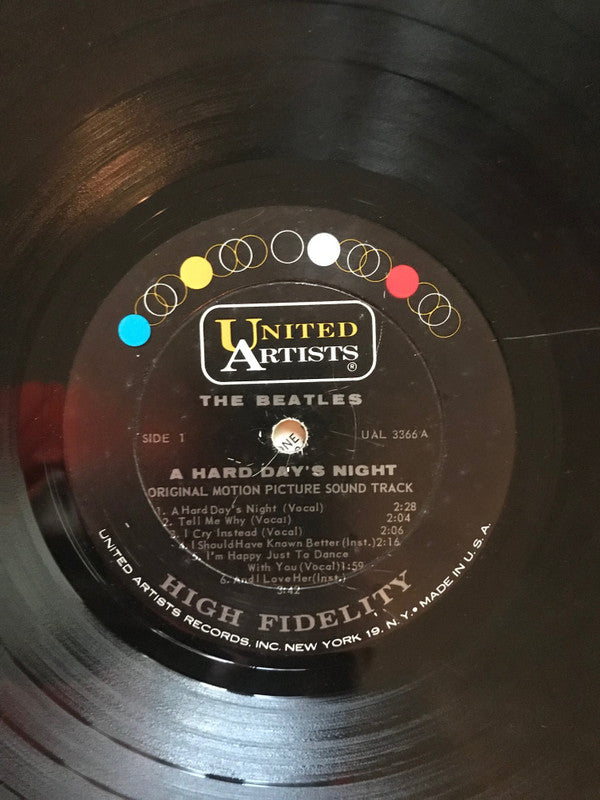 UNITED
ARTISTS
®
THE BEATLES
SIDE 1
UAL 3366 A
A HARD DAY'S NIGHT
ORIGINAL MOTION PICTURE SOUND TRACK
1. A Hard Day's Night (Vocal) 2:28
2. Tell Me Why (Vocal) 2:04
3. I Cry Instead (Vocal) 2:06
4. I Should Have Known Better (Inst.) 2:16
5. I'm Happy Just To Dance
With You (Vocal) 1:59
6. And I Love Her (Inst.)
3:42
HIGH FIDELITY
UNITED ARTISTS RECORDS, INC. NEW YORK 19, N.Y. • MADE IN U.S.A.